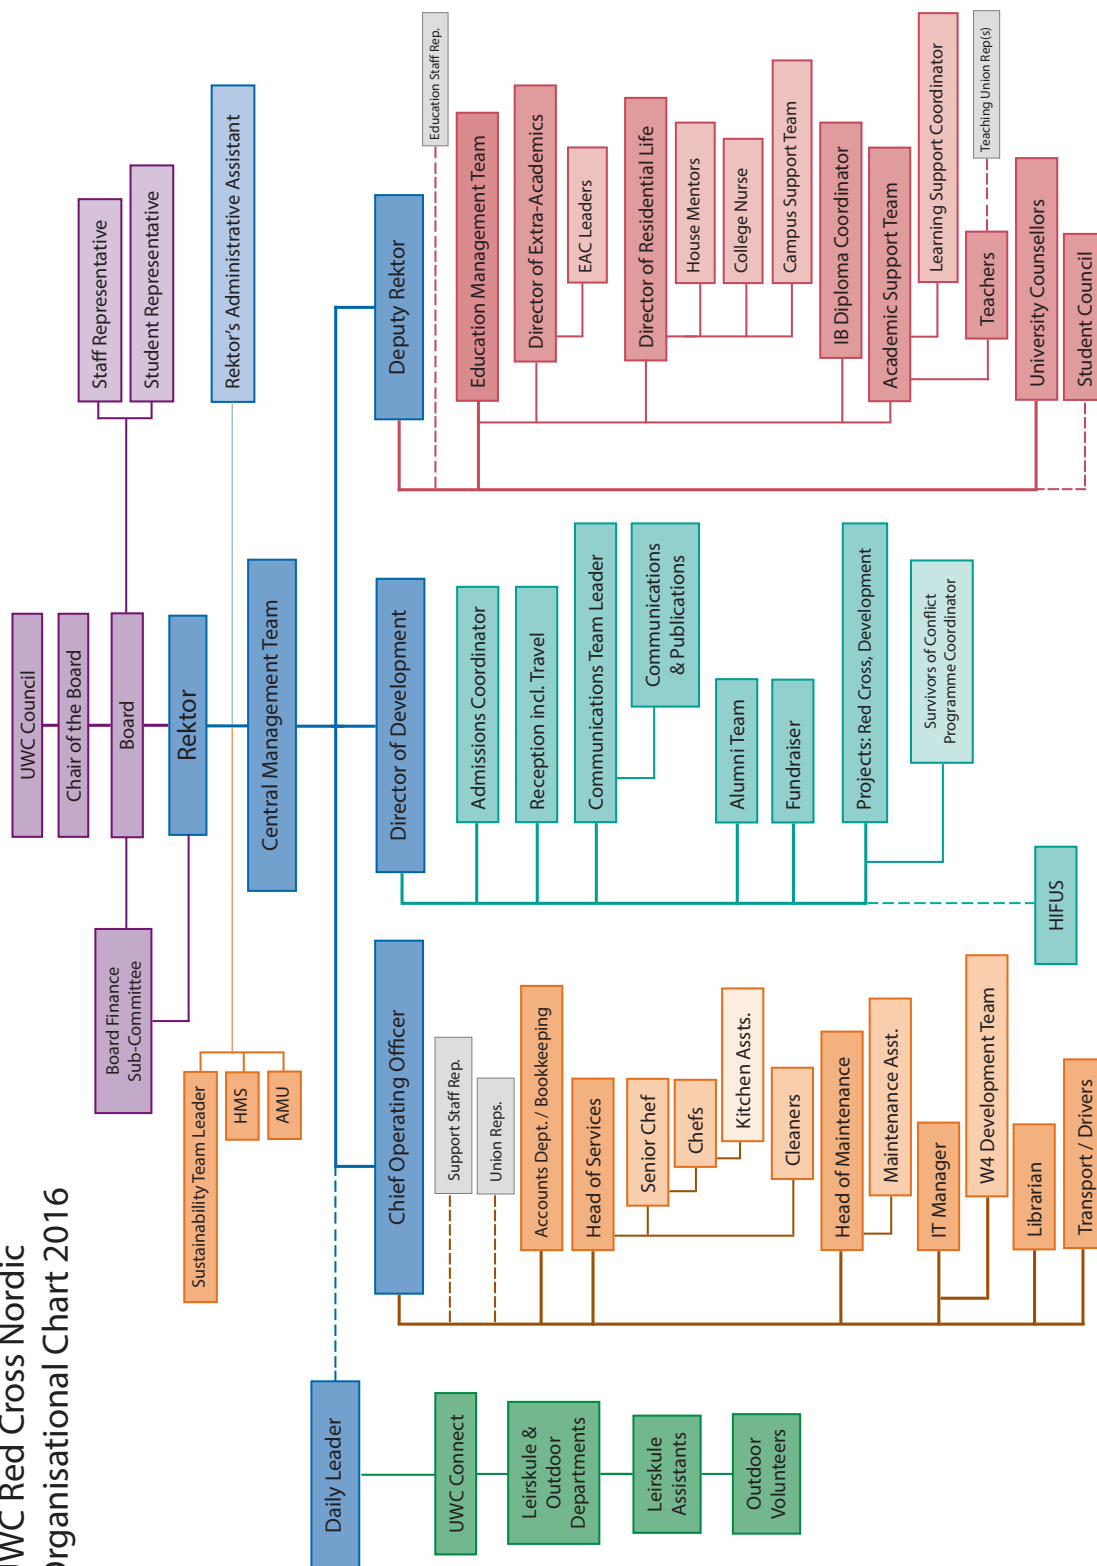 UWC Red Cross Nordic
Organisational Chart 2016
UWC Council
Chair of the Board
Board
Staff Representative
Student Representative
Board Finance
Sub-Committee
Rektor
Rektor's Administrative Assistant
Sustainability Team Leader
HMS
AMU
Central Management Team
Daily Leader
Chief Operating Officer
Director of Development
Deputy Rektor
UWC Connect
Leirskule &
Outdoor
Departments
Leirskule
Assistants
Outdoor
Volunteers
Support Staff Rep.
Union Reps.
Accounts Dept. / Bookkeeping
Head of Services
Senior Chef
Chefs
Kitchen Assts.
Cleaners
Head of Maintenance
Maintenance Asst.
IT Manager
W4 Development Team
Librarian
Transport / Drivers
Admissions Coordinator
Reception incl. Travel
Communications Team Leader
Communications
& Publications
Alumni Team
Fundraiser
Projects: Red Cross, Development
Survivors of Conflict
Programme Coordinator
HIFUS
Education Staff Rep.
Education Management Team
Director of Extra-Academics
EAC Leaders
Director of Residential Life
House Mentors
College Nurse
Campus Support Team
IB Diploma Coordinator
Academic Support Team
Learning Support Coordinator
Teachers
Teaching Union Rep(s)
University Counsellors
Student Council